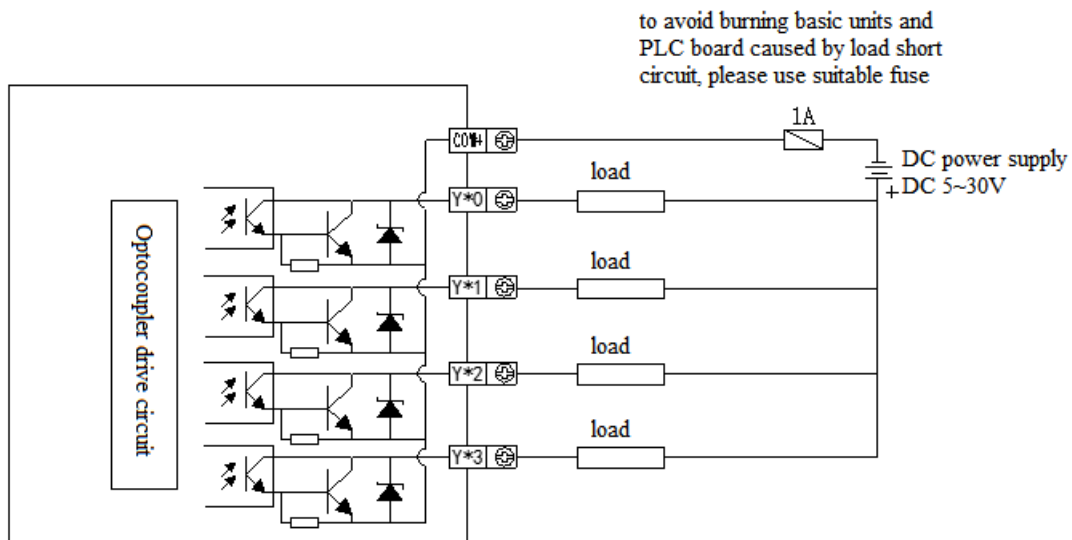 to avoid burning basic units and
PLC board caused by load short
circuit, please use suitable fuse
1A
COM+
DC power supply
DC 5~30V
+
load
Y*0
load
Y*1
load
Y*2
load
Y*3
Optocoupler drive circuit